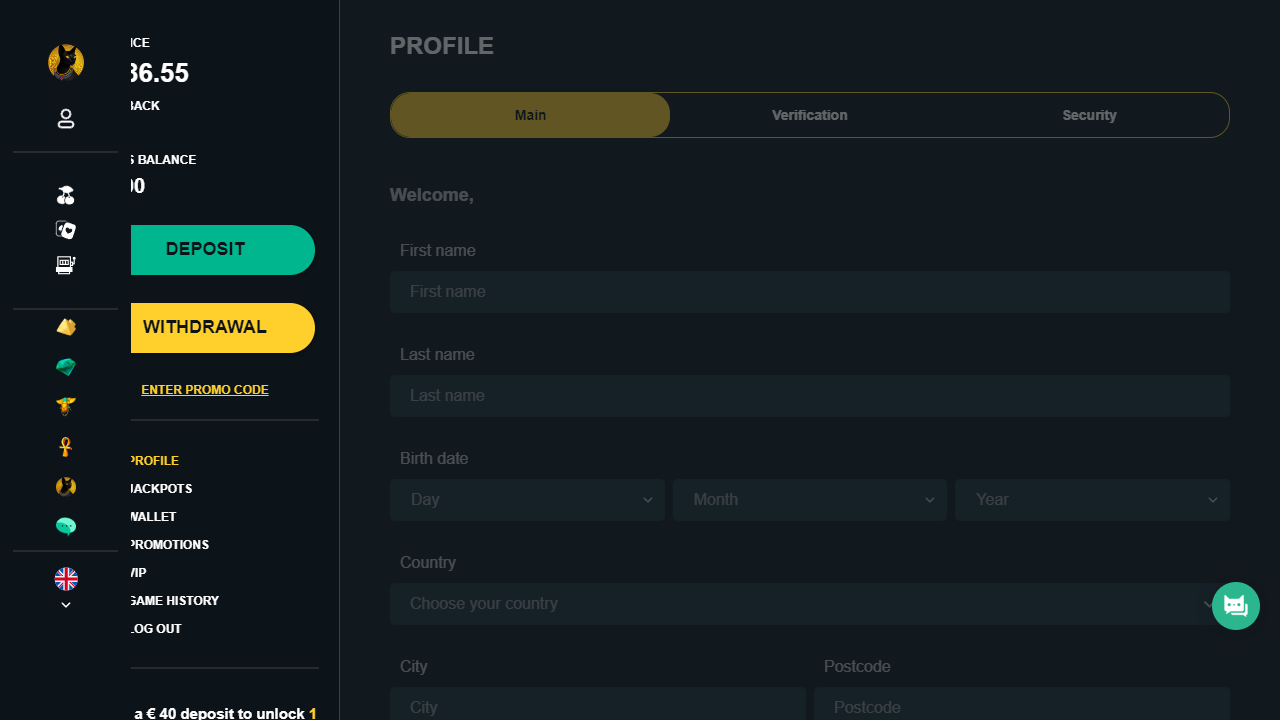 36.55
BACK
BALANCE
DEPOSIT
WITHDRAWAL
ENTER PROMO CODE
PROFILE
JACKPOTS
WALLET
PROMOTIONS
VIP
GAME HISTORY
LOG OUT
a € 40 deposit to unlock 1
PROFILE
Main Verification Security
Welcome,
First name
First name
Last name
Last name
Birth date
Day Month Year
Country
Choose your country
City Postcode
City Postcode